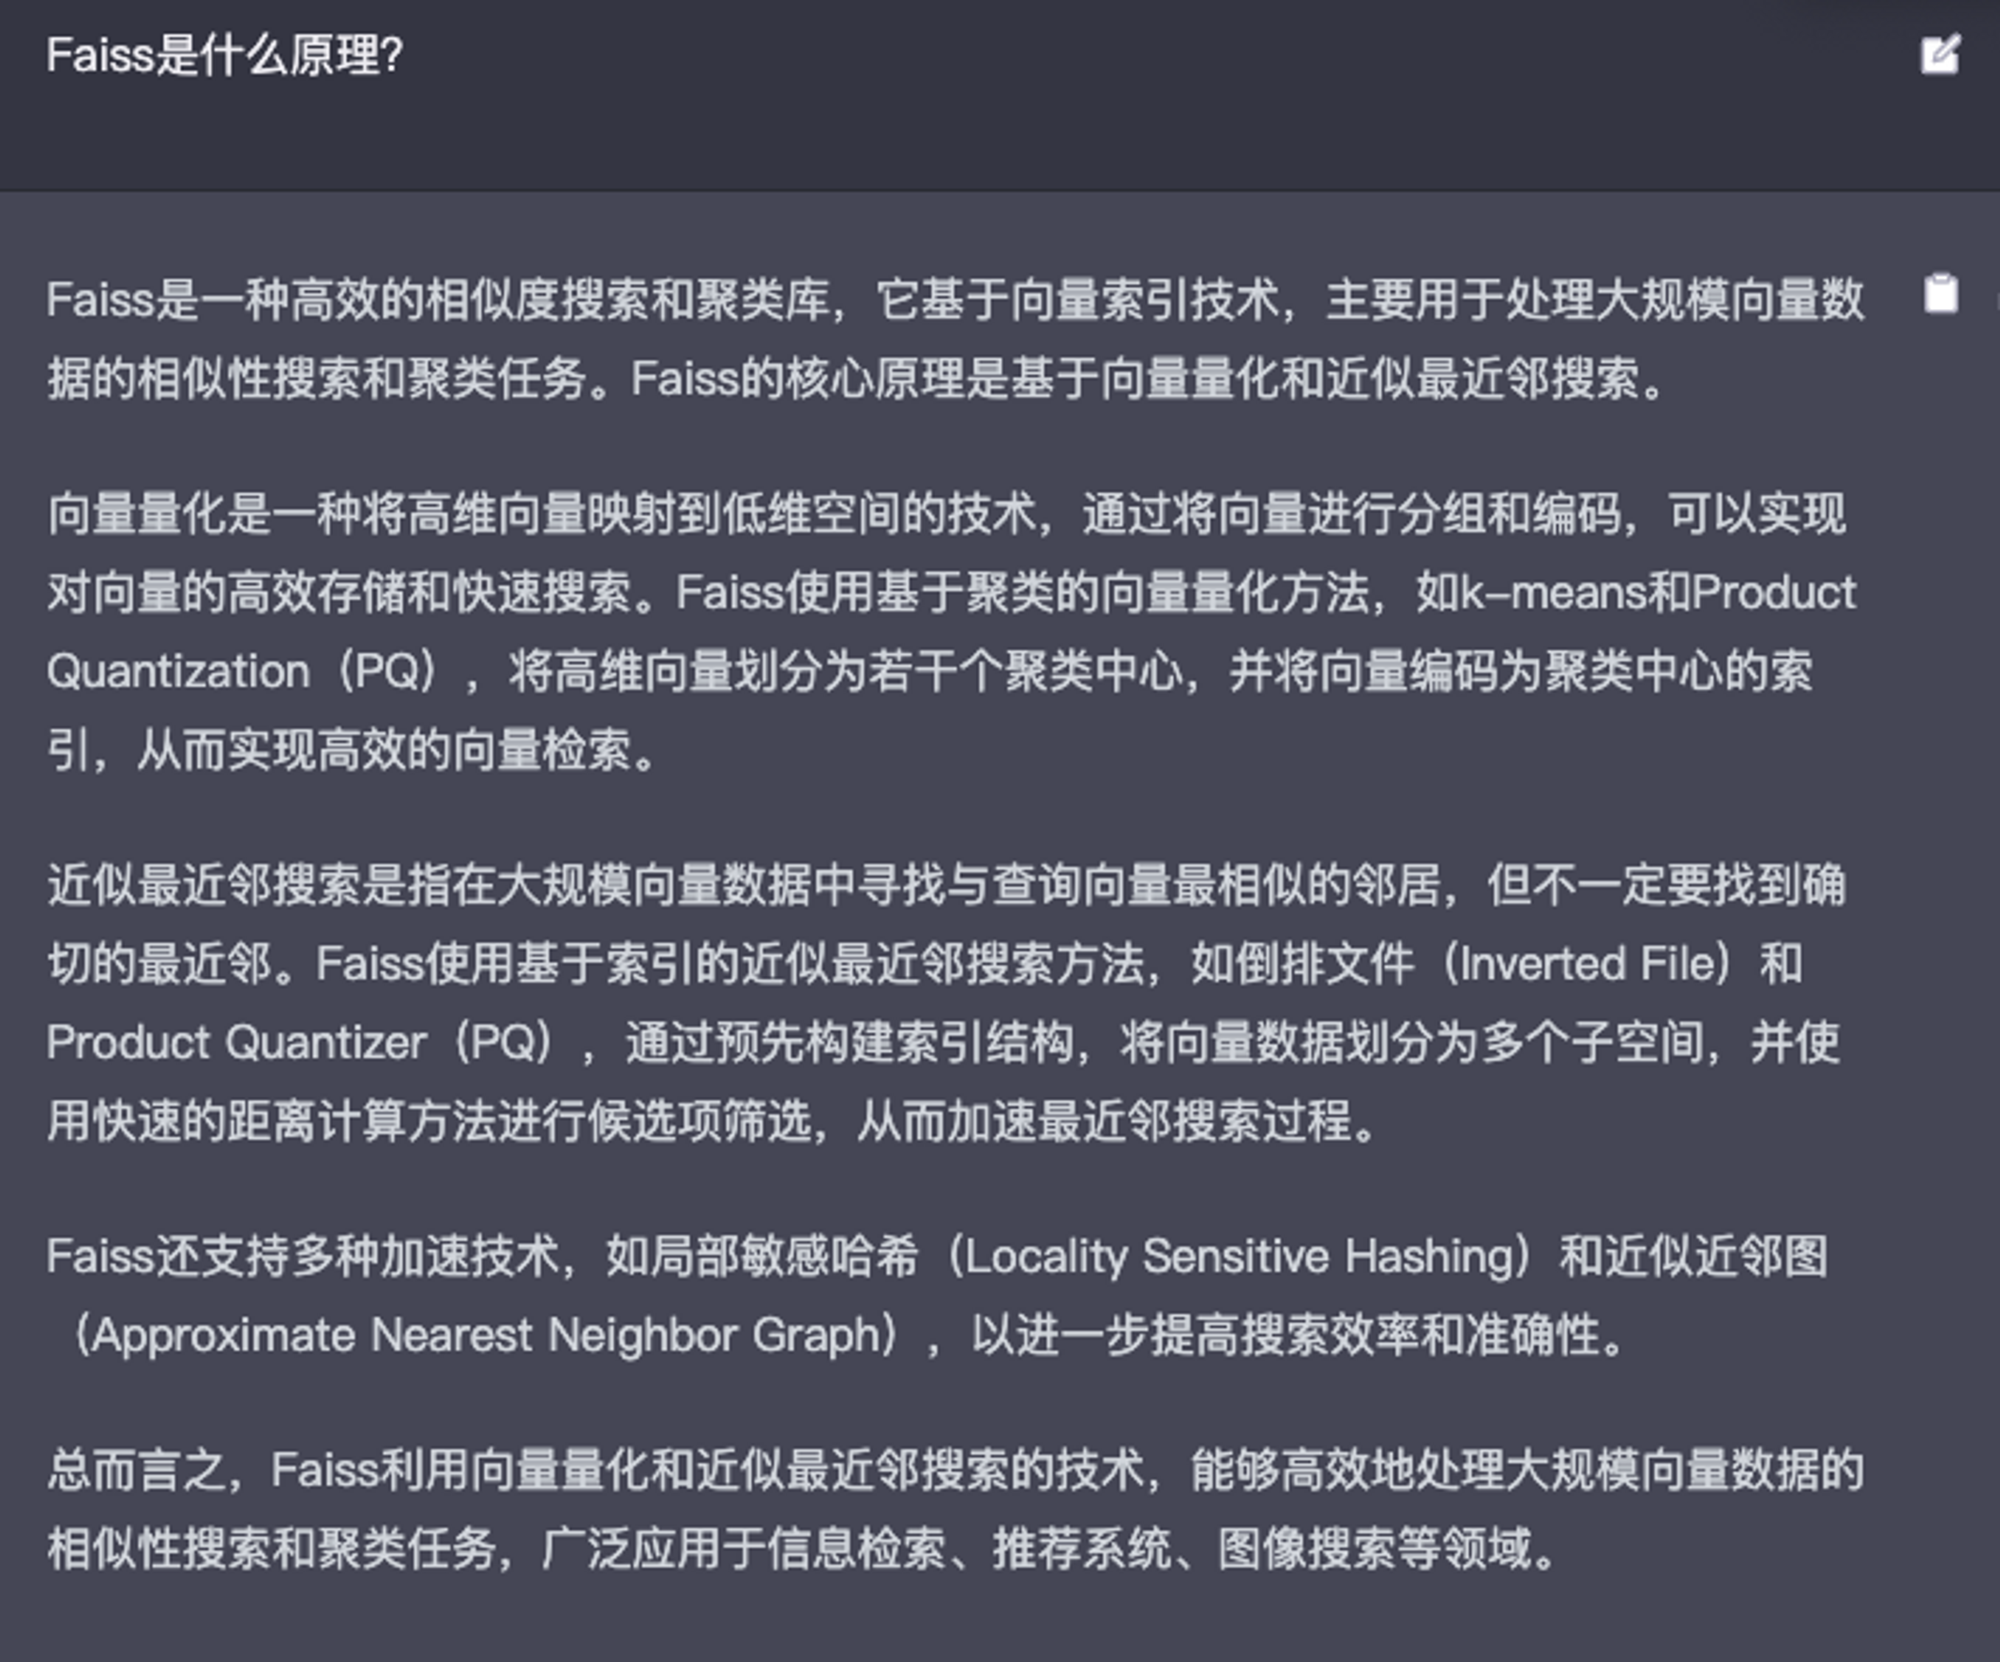 Faiss是什么原理?
Faiss是一种高效的相似度搜索和聚类库，它基于向量索引技术，主要用于处理大规模向量数
据的相似性搜索和聚类任务。Faiss的核心原理是基于向量量化和近似最近邻搜索。
向量量化是一种将高维向量映射到低维空间的技术，通过将向量进行分组和编码，可以实现
对向量的高效存储和快速搜索。Faiss使用基于聚类的向量量化方法，如k-means和Product
Quantization（PQ），将高维向量划分为若干个聚类中心，并将向量编码为聚类中心的索
引，从而实现高效的向量检索。
近似最近邻搜索是指在大规模向量数据中寻找与查询向量最相似的邻居，但不一定要找到确
切的最近邻。Faiss使用基于索引的近似最近邻搜索方法，如倒排文件（Inverted File）和
Product Quantizer（PQ），通过预先构建索引结构，将向量数据划分为多个子空间，并使
用快速的距离计算方法进行候选项筛选，从而加速最近邻搜索过程。
Faiss还支持多种加速技术，如局部敏感哈希（Locality Sensitive Hashing）和近似近邻图
（Approximate Nearest Neighbor Graph），以进一步提高搜索效率和准确性。
总而言之，Faiss利用向量量化和近似最近邻搜索的技术，能够高效地处理大规模向量数据的
相似性搜索和聚类任务，广泛应用于信息检索、推荐系统、图像搜索等领域。